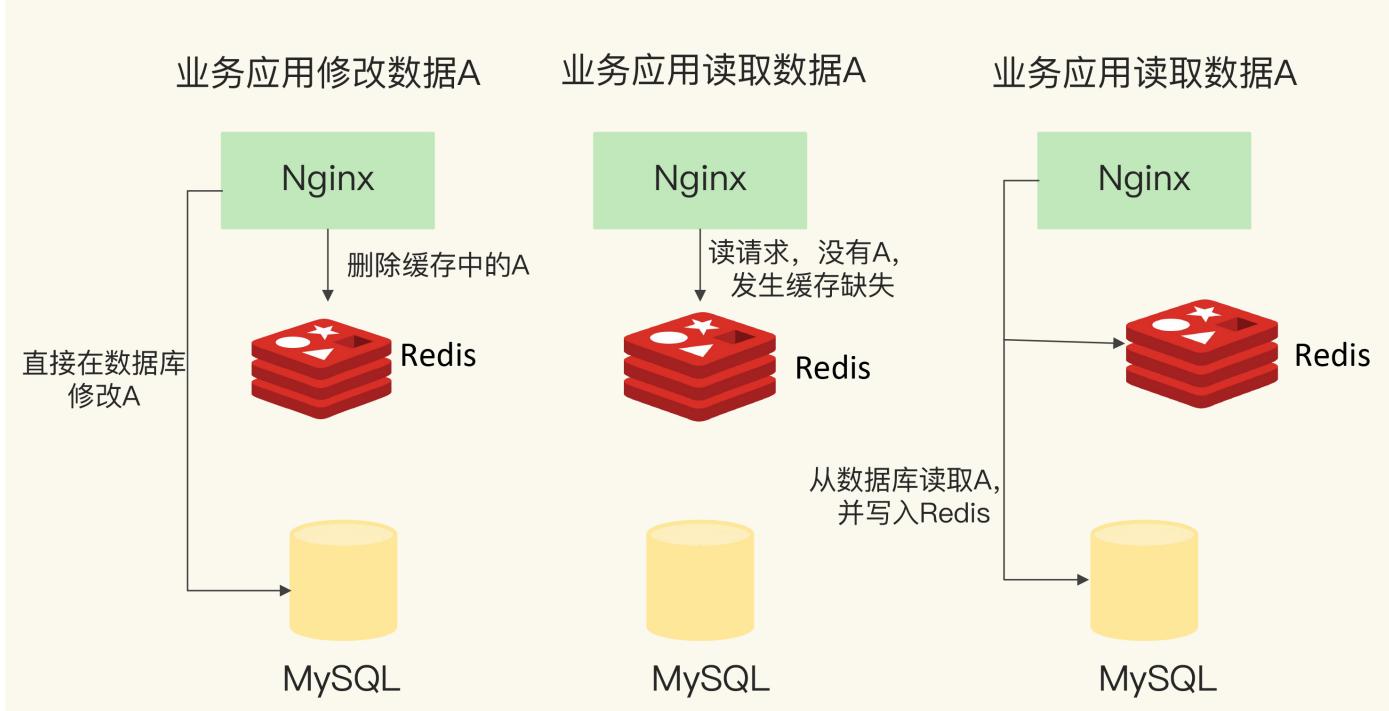 业务应用修改数据A
业务应用读取数据A
业务应用读取数据A
Nginx
Nginx
Nginx
删除缓存中的A
读请求，没有A，
发生缓存缺失
直接在数据库
修改A
Redis
Redis
Redis
从数据库读取A，
并写入Redis
MySQL
MySQL
MySQL